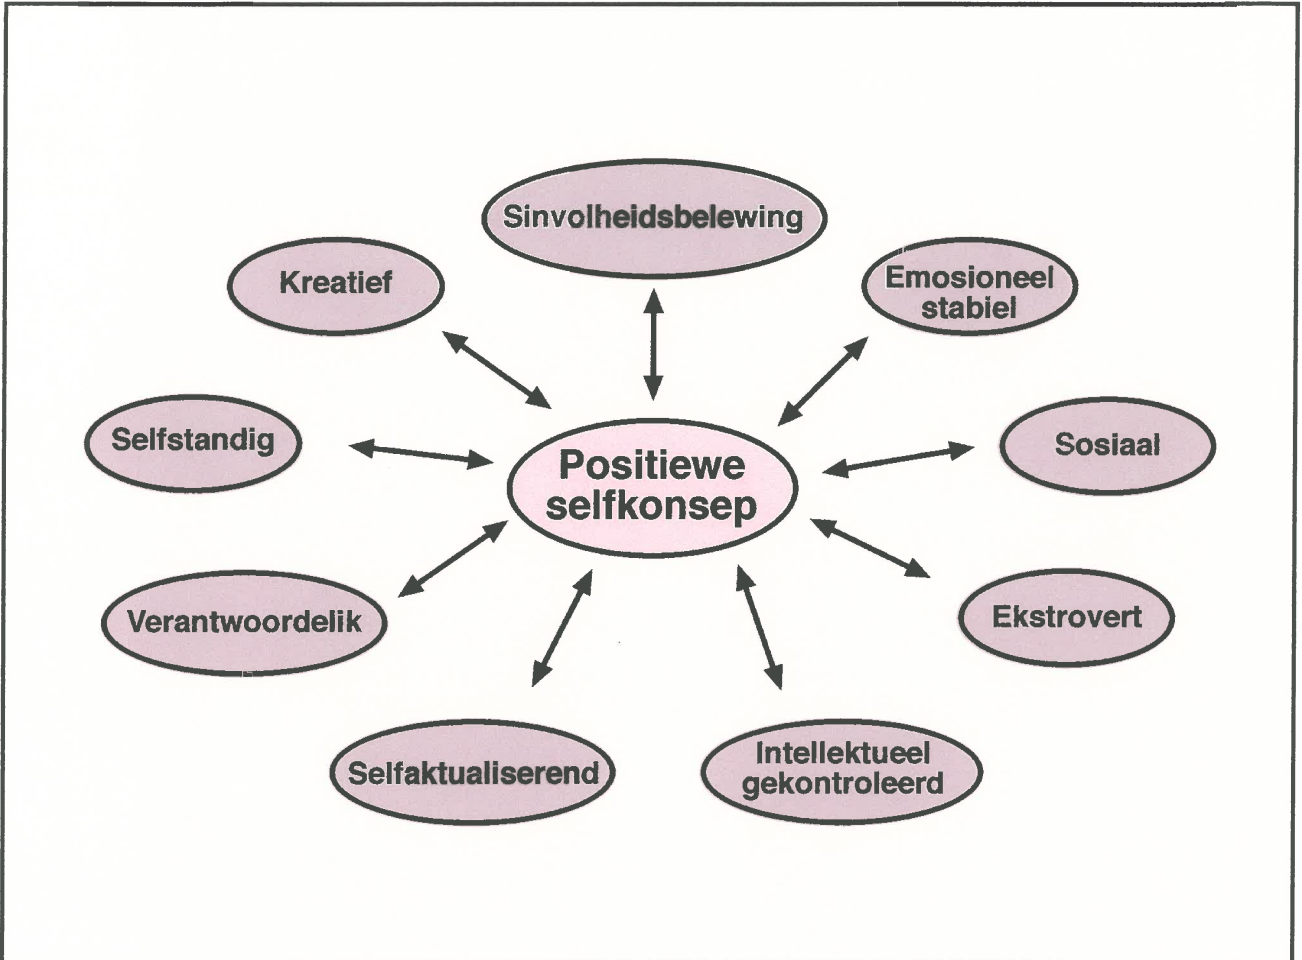 Sinvolheidsbelewing
Kreatief
Emosioneel
stabiel
Selfstandig
Sosiaal
Positiewe
selfkonsep
Verantwoordelik
Ekstrovert
Selfaktualiserend
Intellektueel
gekontroleerd